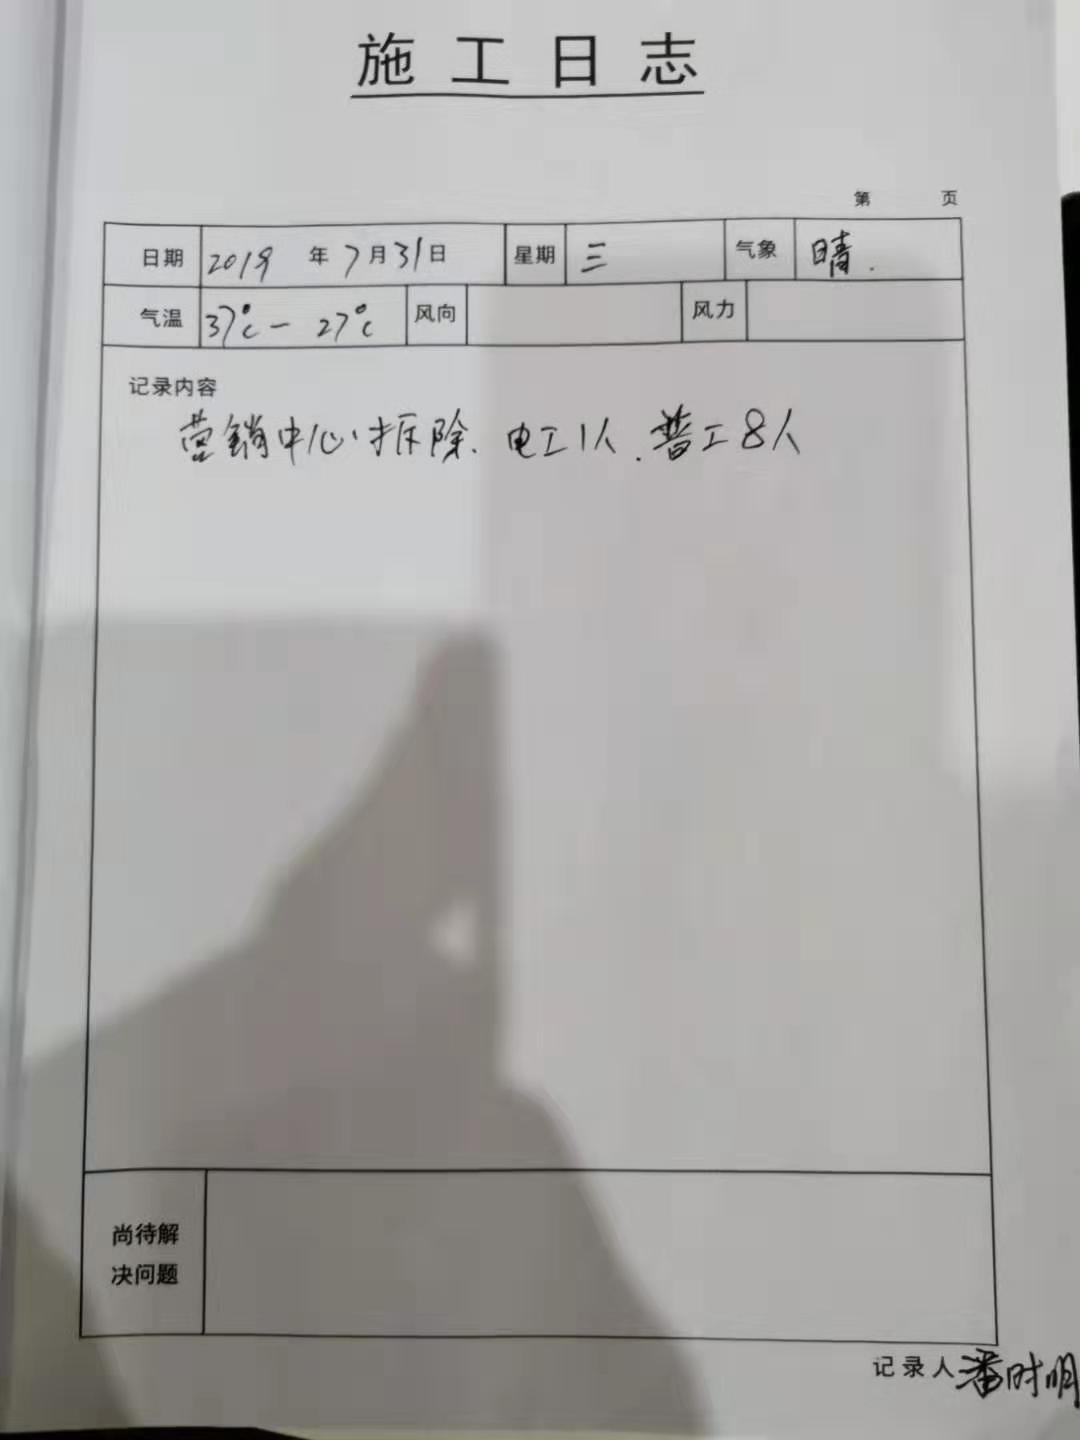 施工日志
第 页
日期 2019 年 7 月 31 日 星期 三 气象 晴.
气温 37℃ — 27℃ 风向 风力
记录内容
营销中心拆除、电工1人、普工8人
尚待解
决问题
记录人 潘时明